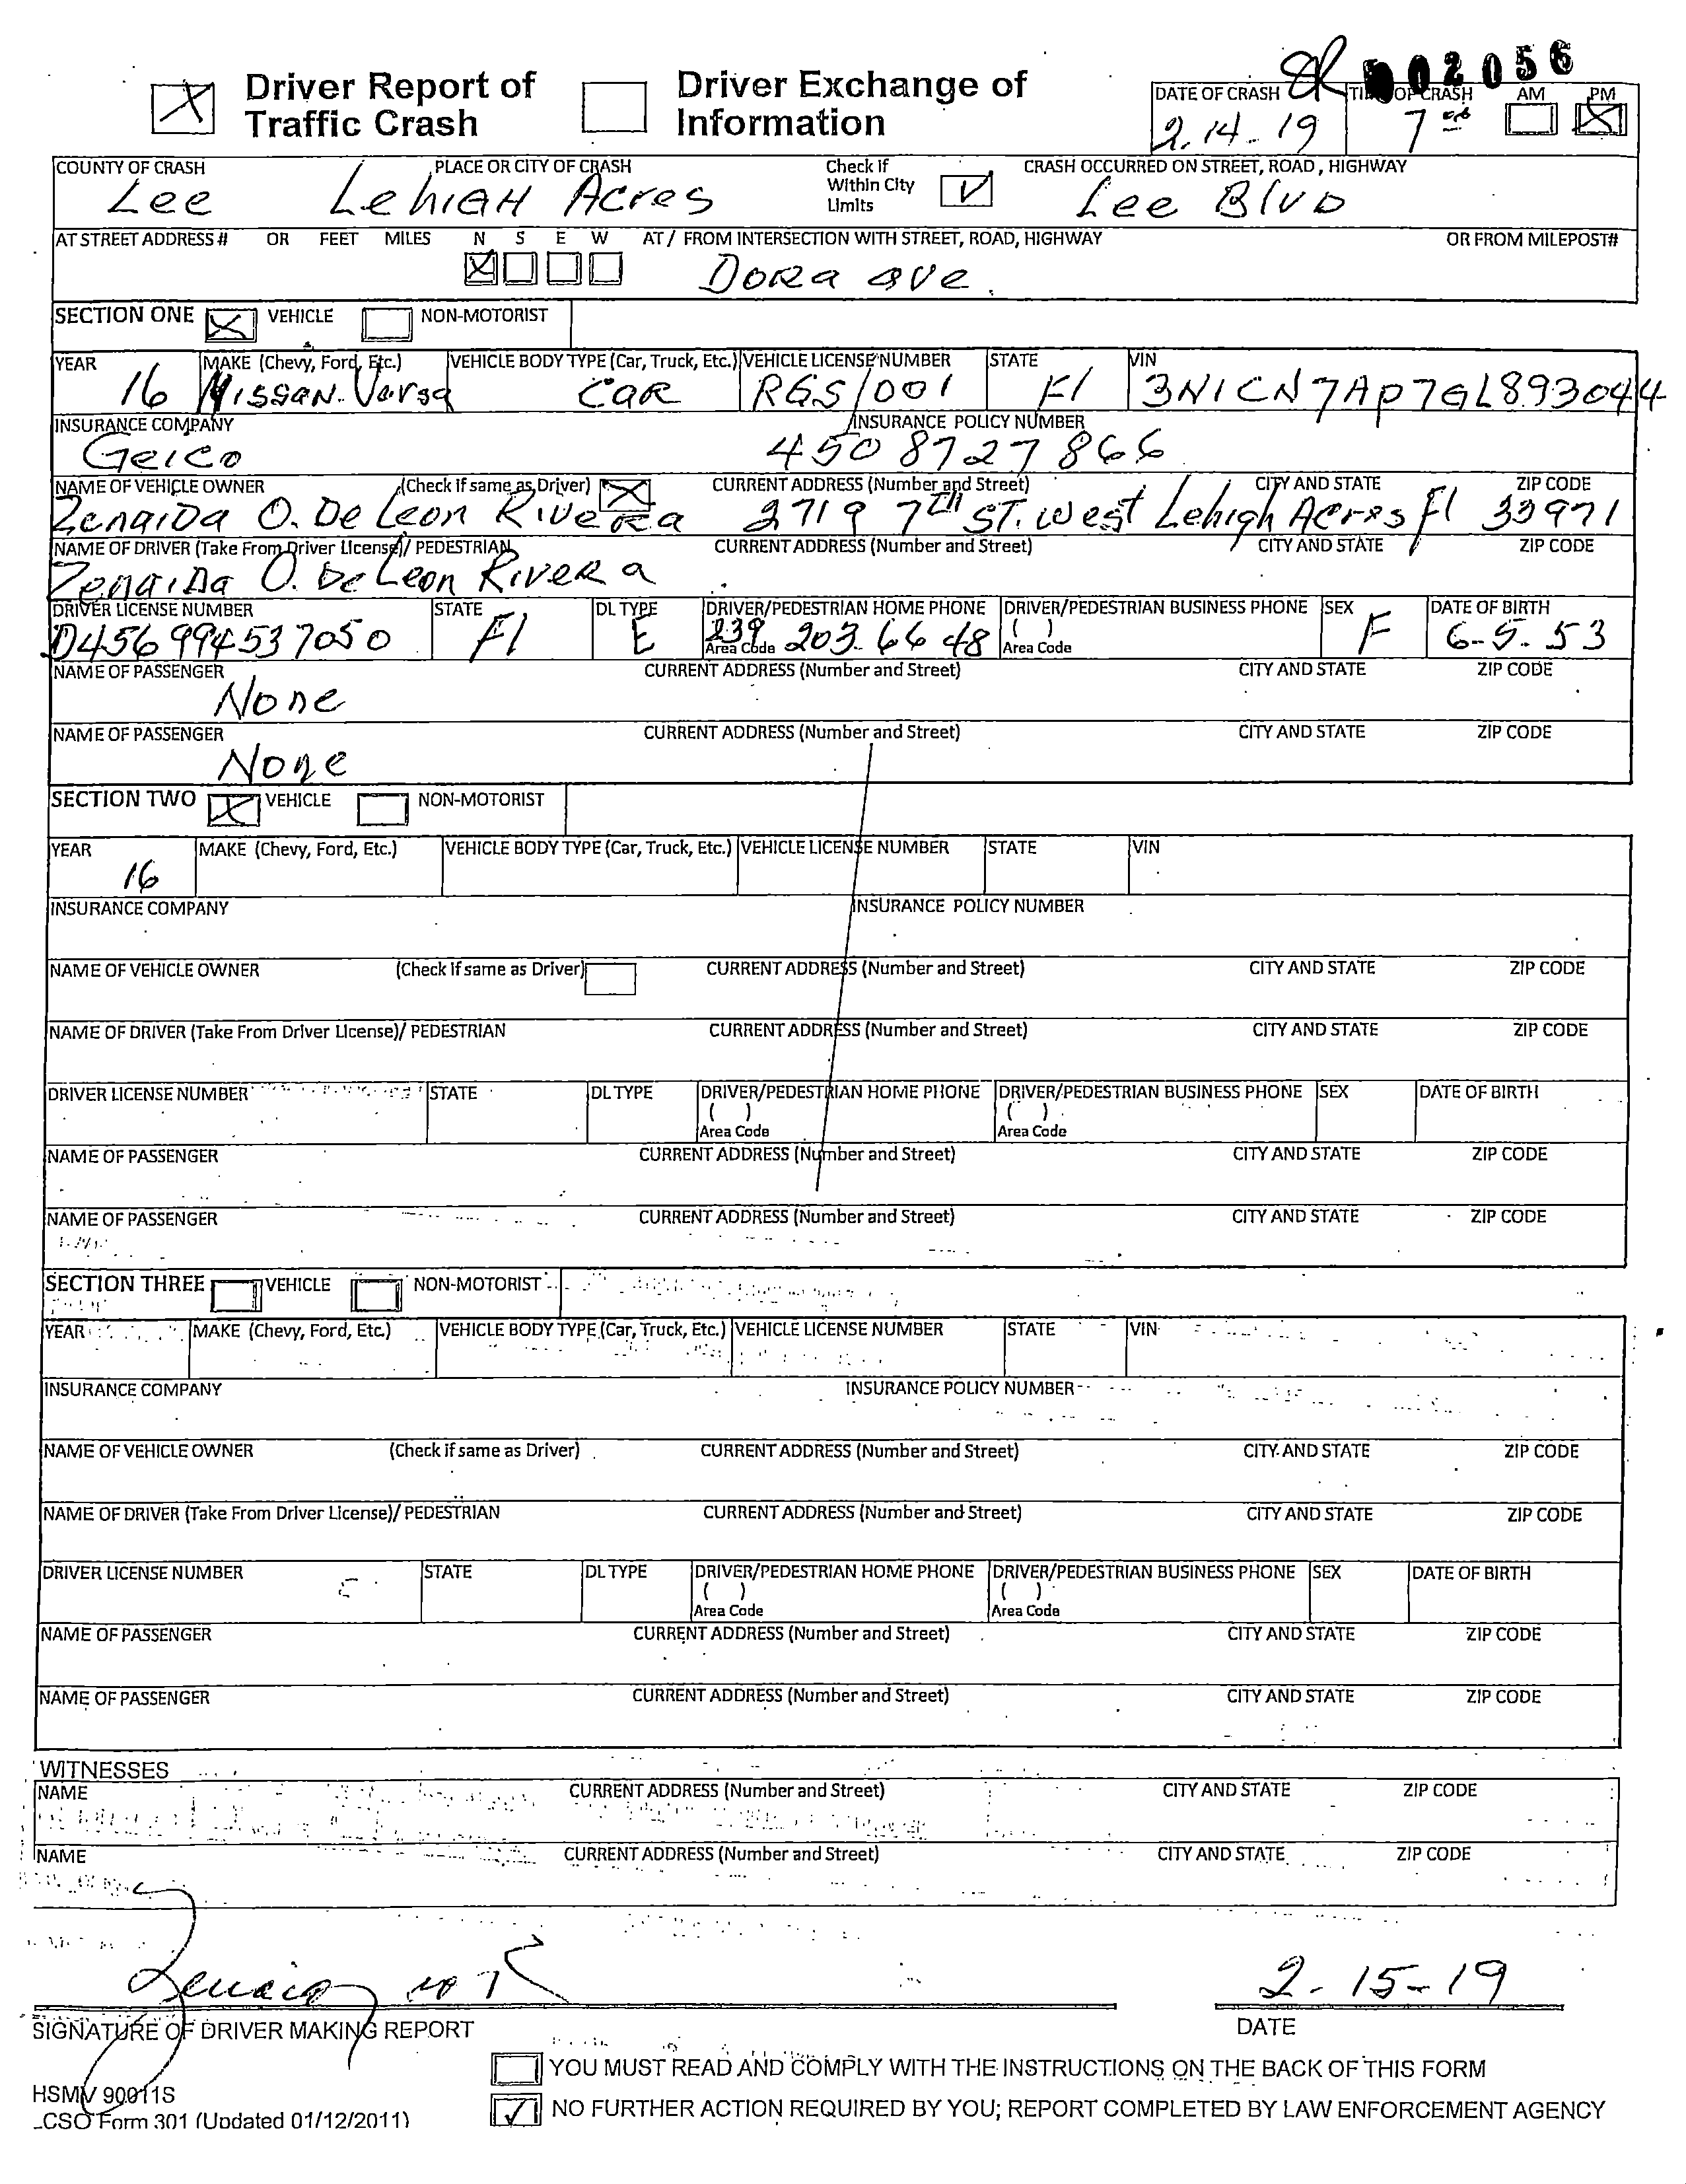 002056
Driver Report of Traffic Crash
Driver Exchange of Information
DATE OF CRASH 2.14-19
TIME OF CRASH 7 AM PM
COUNTY OF CRASH PLACE OR CITY OF CRASH Check if Within City Limits CRASH OCCURRED ON STREET, ROAD, HIGHWAY
Lee LehiGH Acres Lee BlvD
AT STREET ADDRESS # OR FEET MILES N S E W AT / FROM INTERSECTION WITH STREET, ROAD, HIGHWAY OR FROM MILEPOST#
DoRa ave.
SECTION ONE VEHICLE NON-MOTORIST
YEAR MAKE (Chevy, Ford, Etc.) VEHICLE BODY TYPE (Car, Truck, Etc.) VEHICLE LICENSE NUMBER STATE VIN
16 Nissan Versa CaR RGS1001 Fl 3N1CN7AP7GL893044
INSURANCE COMPANY INSURANCE POLICY NUMBER
Geico 4508727866
NAME OF VEHICLE OWNER (Check if same as Driver) CURRENT ADDRESS (Number and Street) CITY AND STATE ZIP CODE
ZenaiDa O. De Leon RiveRa 2719 7TH ST. West Lehigh Acres Fl 33971
NAME OF DRIVER (Take From Driver License)/ PEDESTRIAN CURRENT ADDRESS (Number and Street) CITY AND STATE ZIP CODE
ZenaiDa O. De Leon RiveRa
DRIVER LICENSE NUMBER STATE DL TYPE DRIVER/PEDESTRIAN HOME PHONE DRIVER/PEDESTRIAN BUSINESS PHONE SEX DATE OF BIRTH
D456994537050 Fl E 239 203-6648 ( ) F 6-5-53
Area Code Area Code
NAME OF PASSENGER CURRENT ADDRESS (Number and Street) CITY AND STATE ZIP CODE
None
NAME OF PASSENGER CURRENT ADDRESS (Number and Street) CITY AND STATE ZIP CODE
None
SECTION TWO VEHICLE NON-MOTORIST
YEAR MAKE (Chevy, Ford, Etc.) VEHICLE BODY TYPE (Car, Truck, Etc.) VEHICLE LICENSE NUMBER STATE VIN
16
INSURANCE COMPANY INSURANCE POLICY NUMBER
NAME OF VEHICLE OWNER (Check if same as Driver) CURRENT ADDRESS (Number and Street) CITY AND STATE ZIP CODE
NAME OF DRIVER (Take From Driver License)/ PEDESTRIAN CURRENT ADDRESS (Number and Street) CITY AND STATE ZIP CODE
DRIVER LICENSE NUMBER STATE DL TYPE DRIVER/PEDESTRIAN HOME PHONE DRIVER/PEDESTRIAN BUSINESS PHONE SEX DATE OF BIRTH
( ) ( )
Area Code Area Code
NAME OF PASSENGER CURRENT ADDRESS (Number and Street) CITY AND STATE ZIP CODE
NAME OF PASSENGER CURRENT ADDRESS (Number and Street) CITY AND STATE ZIP CODE
SECTION THREE VEHICLE NON-MOTORIST
YEAR MAKE (Chevy, Ford, Etc.) VEHICLE BODY TYPE (Car, Truck, Etc.) VEHICLE LICENSE NUMBER STATE VIN
INSURANCE COMPANY INSURANCE POLICY NUMBER
NAME OF VEHICLE OWNER (Check if same as Driver) CURRENT ADDRESS (Number and Street) CITY AND STATE ZIP CODE
NAME OF DRIVER (Take From Driver License)/ PEDESTRIAN CURRENT ADDRESS (Number and Street) CITY AND STATE ZIP CODE
DRIVER LICENSE NUMBER STATE DL TYPE DRIVER/PEDESTRIAN HOME PHONE DRIVER/PEDESTRIAN BUSINESS PHONE SEX DATE OF BIRTH
( ) ( )
Area Code Area Code
NAME OF PASSENGER CURRENT ADDRESS (Number and Street) CITY AND STATE ZIP CODE
NAME OF PASSENGER CURRENT ADDRESS (Number and Street) CITY AND STATE ZIP CODE
WITNESSES
NAME CURRENT ADDRESS (Number and Street) CITY AND STATE ZIP CODE
NAME CURRENT ADDRESS (Number and Street) CITY AND STATE ZIP CODE
2-15-19
SIGNATURE OF DRIVER MAKING REPORT DATE
YOU MUST READ AND COMPLY WITH THE INSTRUCTIONS ON THE BACK OF THIS FORM
HSMV 90011S
NO FURTHER ACTION REQUIRED BY YOU; REPORT COMPLETED BY LAW ENFORCEMENT AGENCY
LCSO Form 301 (Updated 01/12/2011)